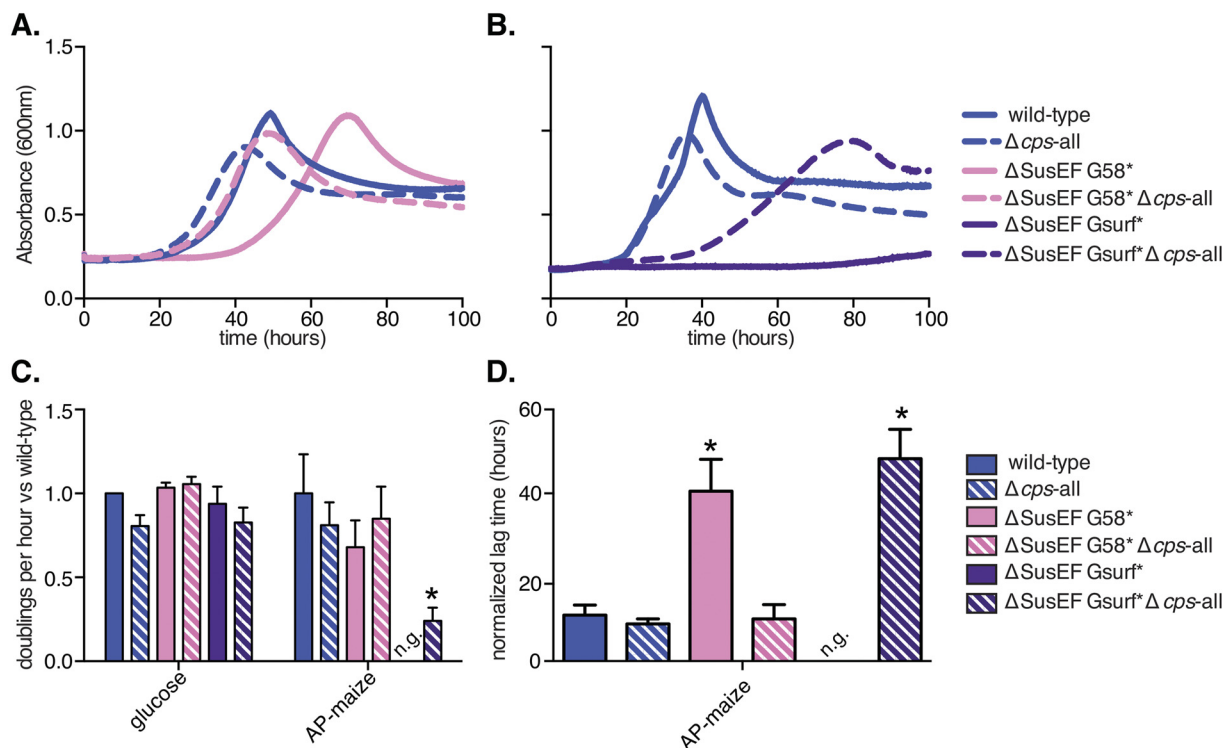 A.
B.
1.5
1.0
0.5
0.0
Absorbance (600nm)
0 20 40 60 80 100
time (hours)
0 20 40 60 80 100
time (hours)
wild-type
Δcps-all
ΔSusEF G58*
ΔSusEF G58* Δcps-all
ΔSusEF Gsurf*
ΔSusEF Gsurf* Δcps-all
C.
D.
doublings per hour vs wild-type
1.5
1.0
0.5
0.0
n.g.
*
glucose
AP-maize
normalized lag time (hours)
60
40
20
0
*
n.g.
*
AP-maize
wild-type
Δcps-all
ΔSusEF G58*
ΔSusEF G58* Δcps-all
ΔSusEF Gsurf*
ΔSusEF Gsurf* Δcps-all